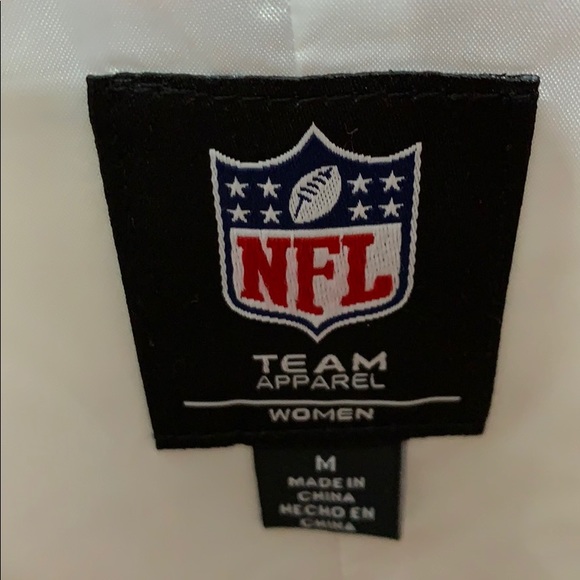 NFL
TEAM
APPAREL
WOMEN
M
MADE IN
CHINA
HECHO EN
CHINA